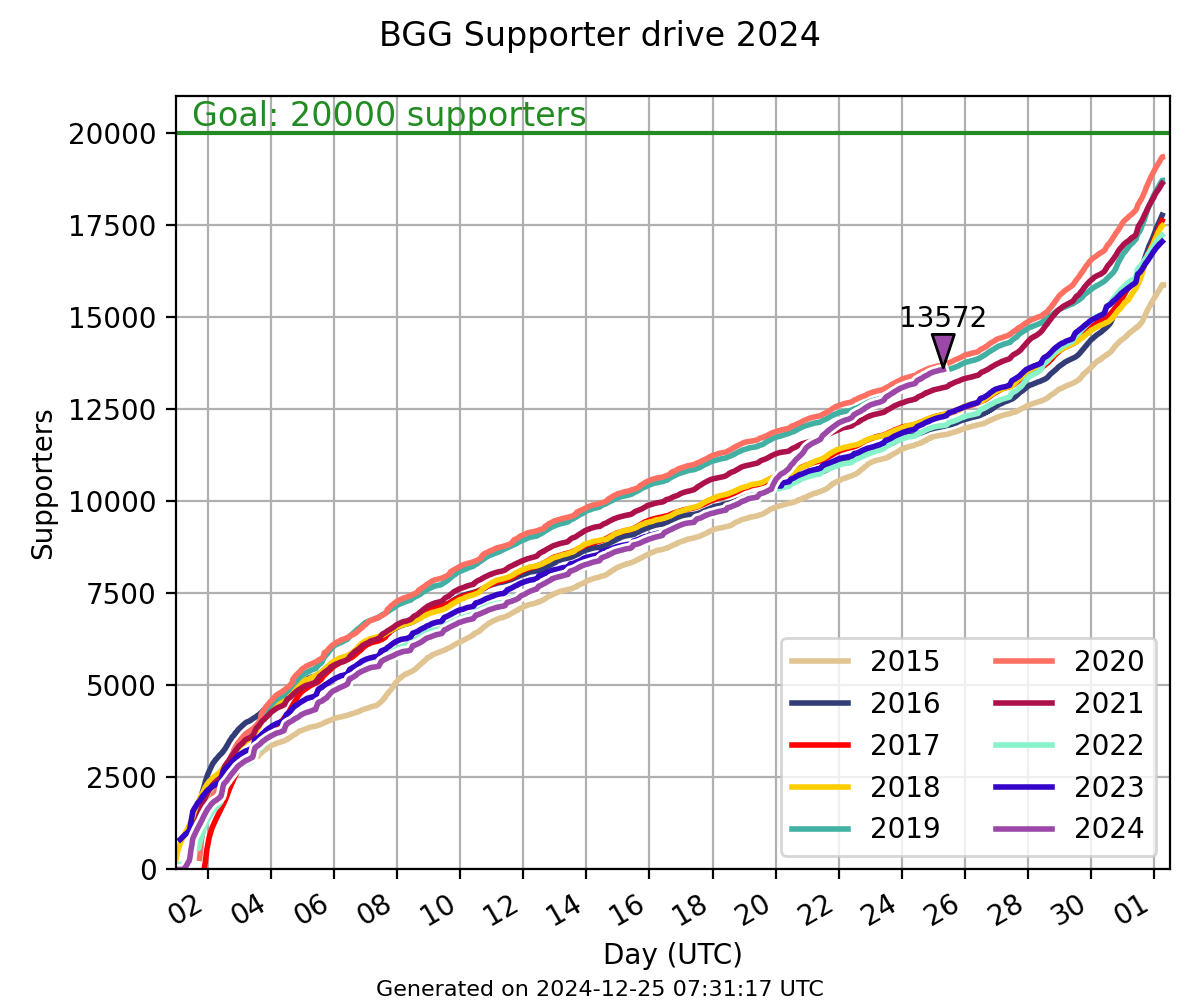 BGG Supporter drive 2024
Goal: 20000 supporters
20000
17500
15000
12500
10000
7500
5000
2500
0
Supporters
13572
2015 2020
2016 2021
2017 2022
2018 2023
2019 2024
02 04 06 08 10 12 14 16 18 20 22 24 26 28 30 01
Day (UTC)
Generated on 2024-12-25 07:31:17 UTC